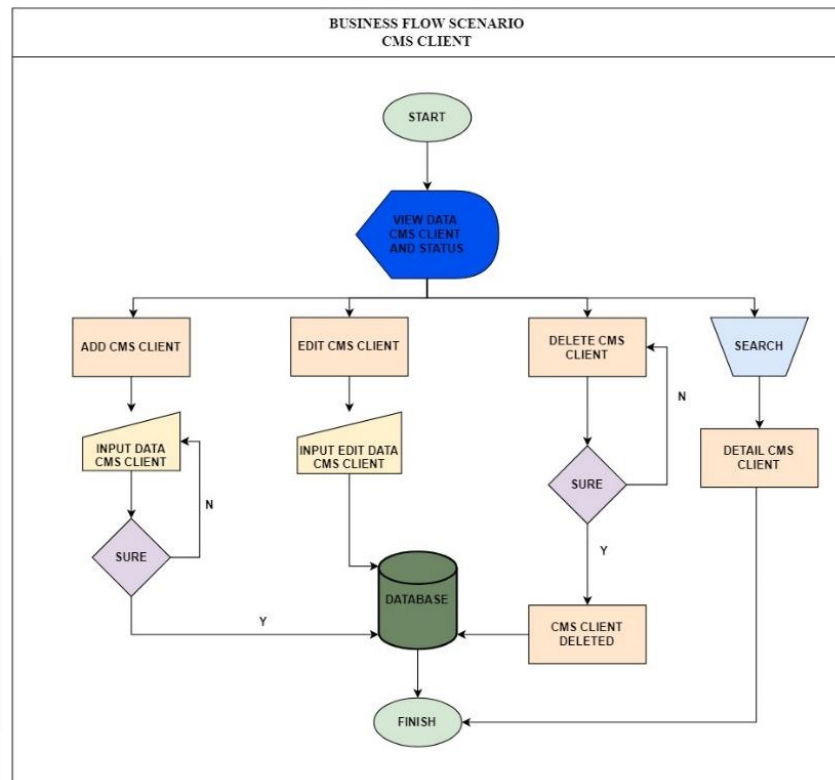 BUSINESS FLOW SCENARIO
CMS CLIENT
START
VIEW DATA
CMS CLIENT
AND STATUS
ADD CMS CLIENT
EDIT CMS CLIENT
DELETE CMS
CLIENT
SEARCH
N
INPUT DATA
CMS CLIENT
INPUT EDIT DATA
CMS CLIENT
DETAIL CMS
CLIENT
SURE
N
SURE
Y
DATABASE
Y
CMS CLIENT
DELETED
FINISH